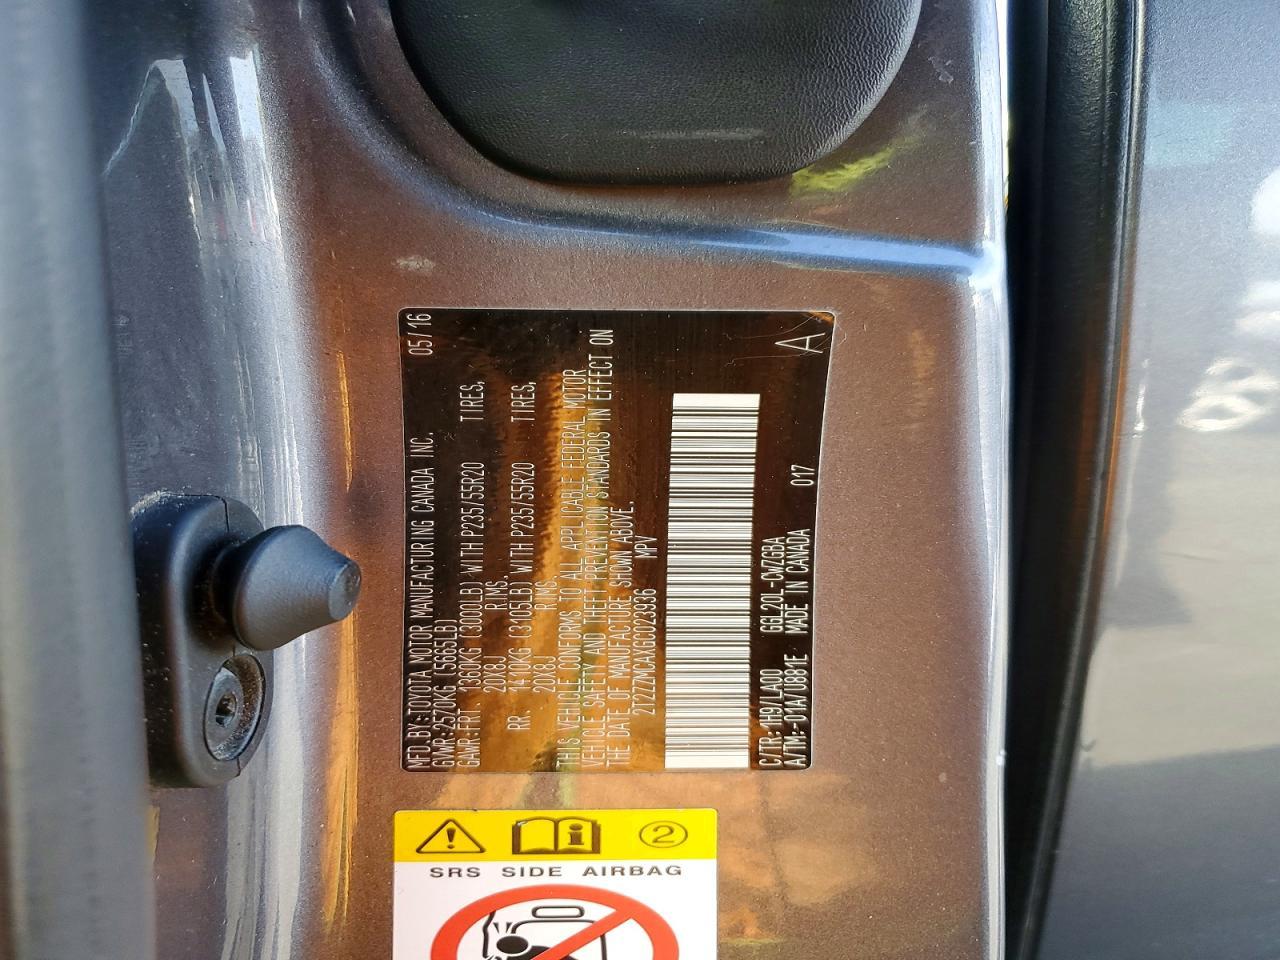 MFD.BY:TOYOTA MOTOR MANUFACTURING CANADA INC. 05/16
GVWR:2570KG (5665LB)
GAWR:FRT. 1360KG (3000LB) WITH P235/55R20 TIRES,
20X8J RIMS.
RR. 1410KG (3105LB) WITH P235/55R20 TIRES,
20X8J RIMS.
THIS VEHICLE CONFORMS TO ALL APPLICABLE FEDERAL MOTOR
VEHICLE SAFETY AND THEFT PREVENTION STANDARDS IN EFFECT ON
THE DATE OF MANUFACTURE SHOWN ABOVE.
2T2ZZMCAXGC023936 MPV
A
C/TR:1H9/LA00 GGL20L-CWZGBA
A/TM:-01A/U881E MADE IN CANADA 017
2
SRS SIDE AIRBAG